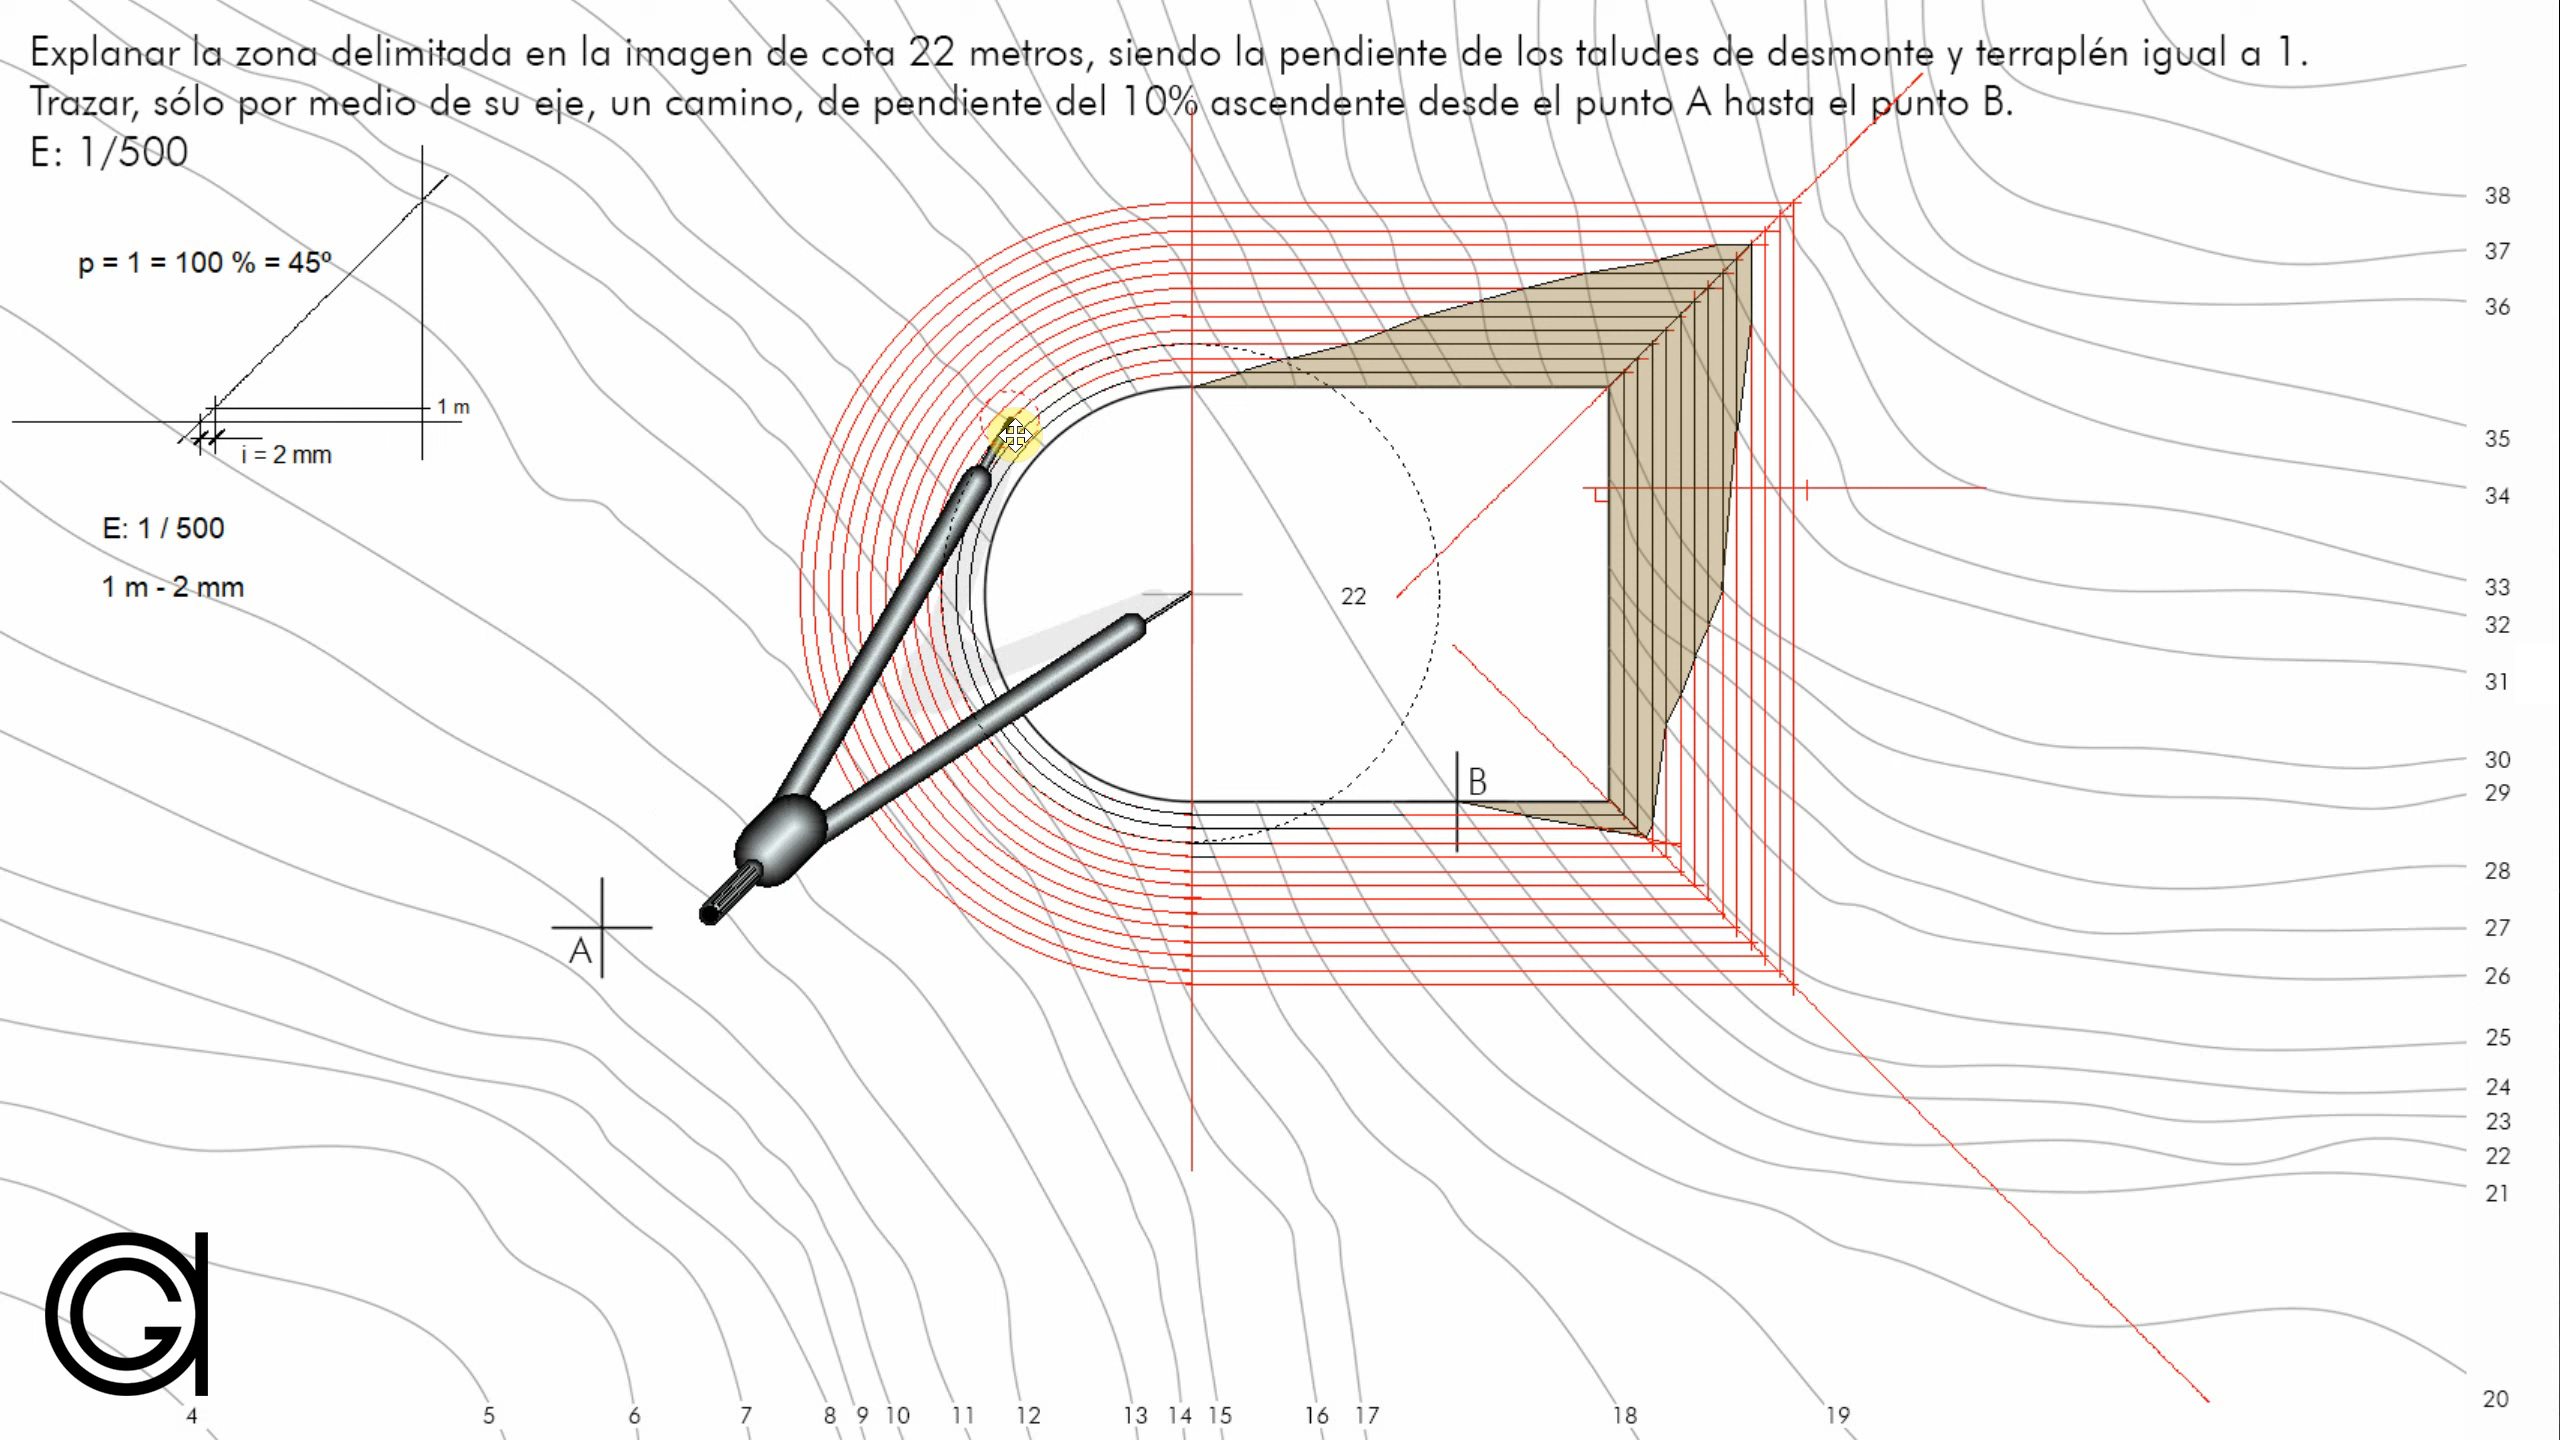 Explanar la zona delimitada en la imagen de cota 22 metros, siendo la pendiente de los taludes de desmonte y terraplén igual a 1.
Trazar, sólo por medio de su eje, un camino, de pendiente del 10% ascendente desde el punto A hasta el punto B.
E: 1/500
p = 1 = 100 % = 45º
1 m
i = 2 mm
E: 1 / 500
1 m - 2 mm
22
B
A
38
37
36
35
34
33
32
31
30
29
28
27
26
25
24
23
22
21
20
4 5 6 7 8 9 10 11 12 13 14 15 16 17 18 19